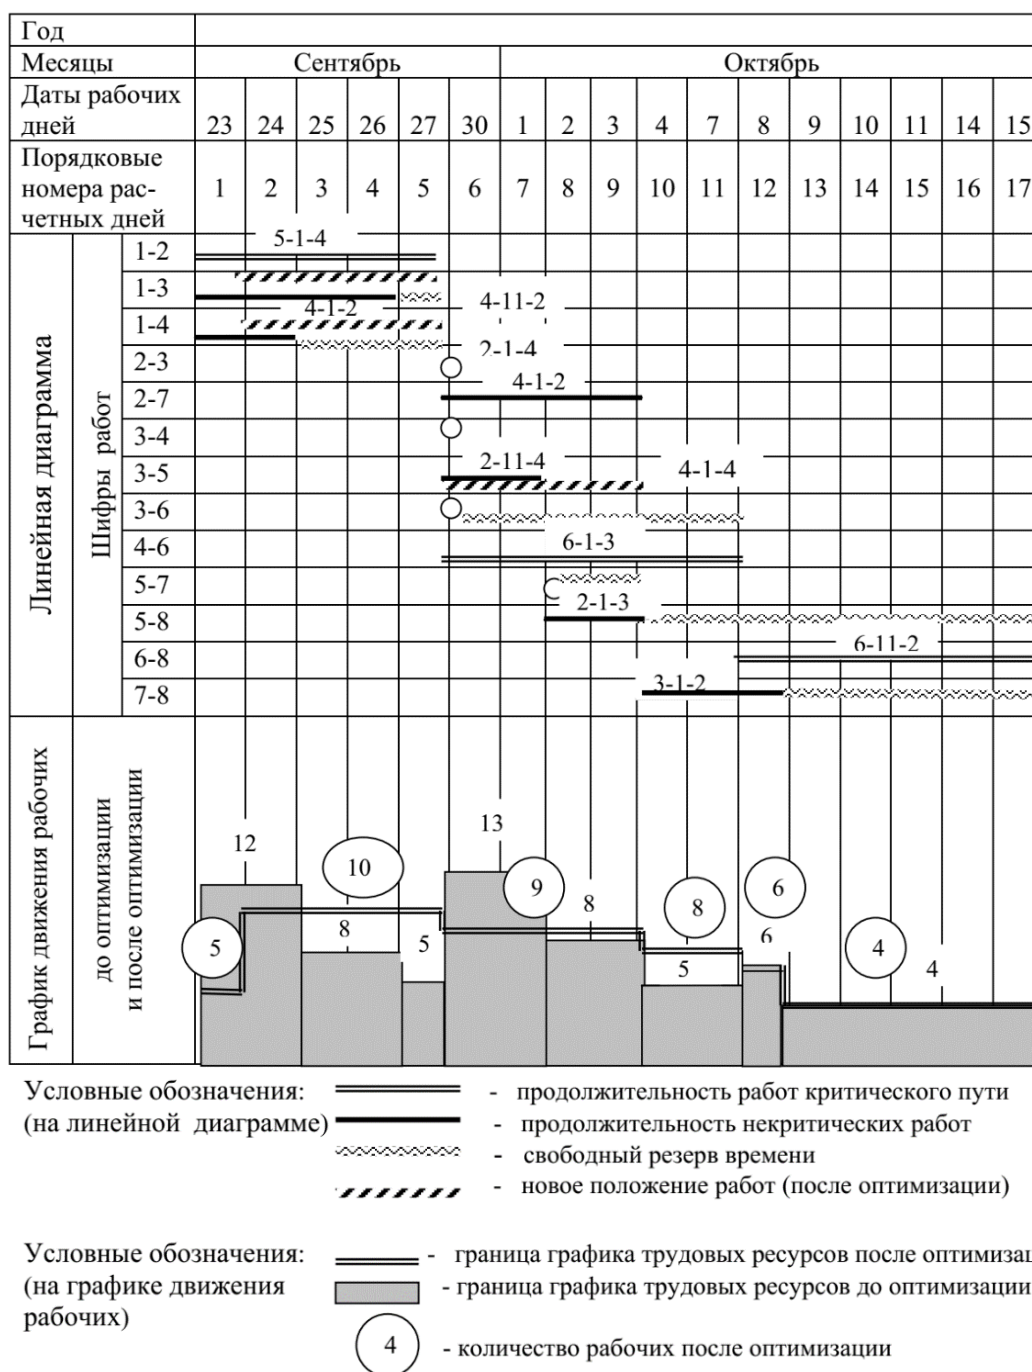 Год
Месяцы Сентябрь Октябрь
Даты рабочих
дней 23 24 25 26 27 30 1 2 3 4 7 8 9 10 11 14 15
Порядковые
номера рас-
четных дней 1 2 3 4 5 6 7 8 9 10 11 12 13 14 15 16 17
Линейная диаграмма
Шифры работ
1-2 5-1-4
1-3 4-11-2
1-4 4-1-2
2-3 2-1-4
2-7 4-1-2
3-4
3-5 2-11-4 4-1-4
3-6
4-6 6-1-3
5-7
5-8 2-1-3
6-8 6-11-2
7-8 3-1-2
График движения рабочих
до оптимизации
и после оптимизации
12 13
10 9 8 8 6
5 8 5 5 6 4 4
Условные обозначения: - продолжительность работ критического пути
(на линейной диаграмме) - продолжительность некритических работ
- свободный резерв времени
- новое положение работ (после оптимизации)
Условные обозначения: - граница графика трудовых ресурсов после оптимизац
(на графике движения - граница графика трудовых ресурсов до оптимизации
рабочих)
4 - количество рабочих после оптимизации